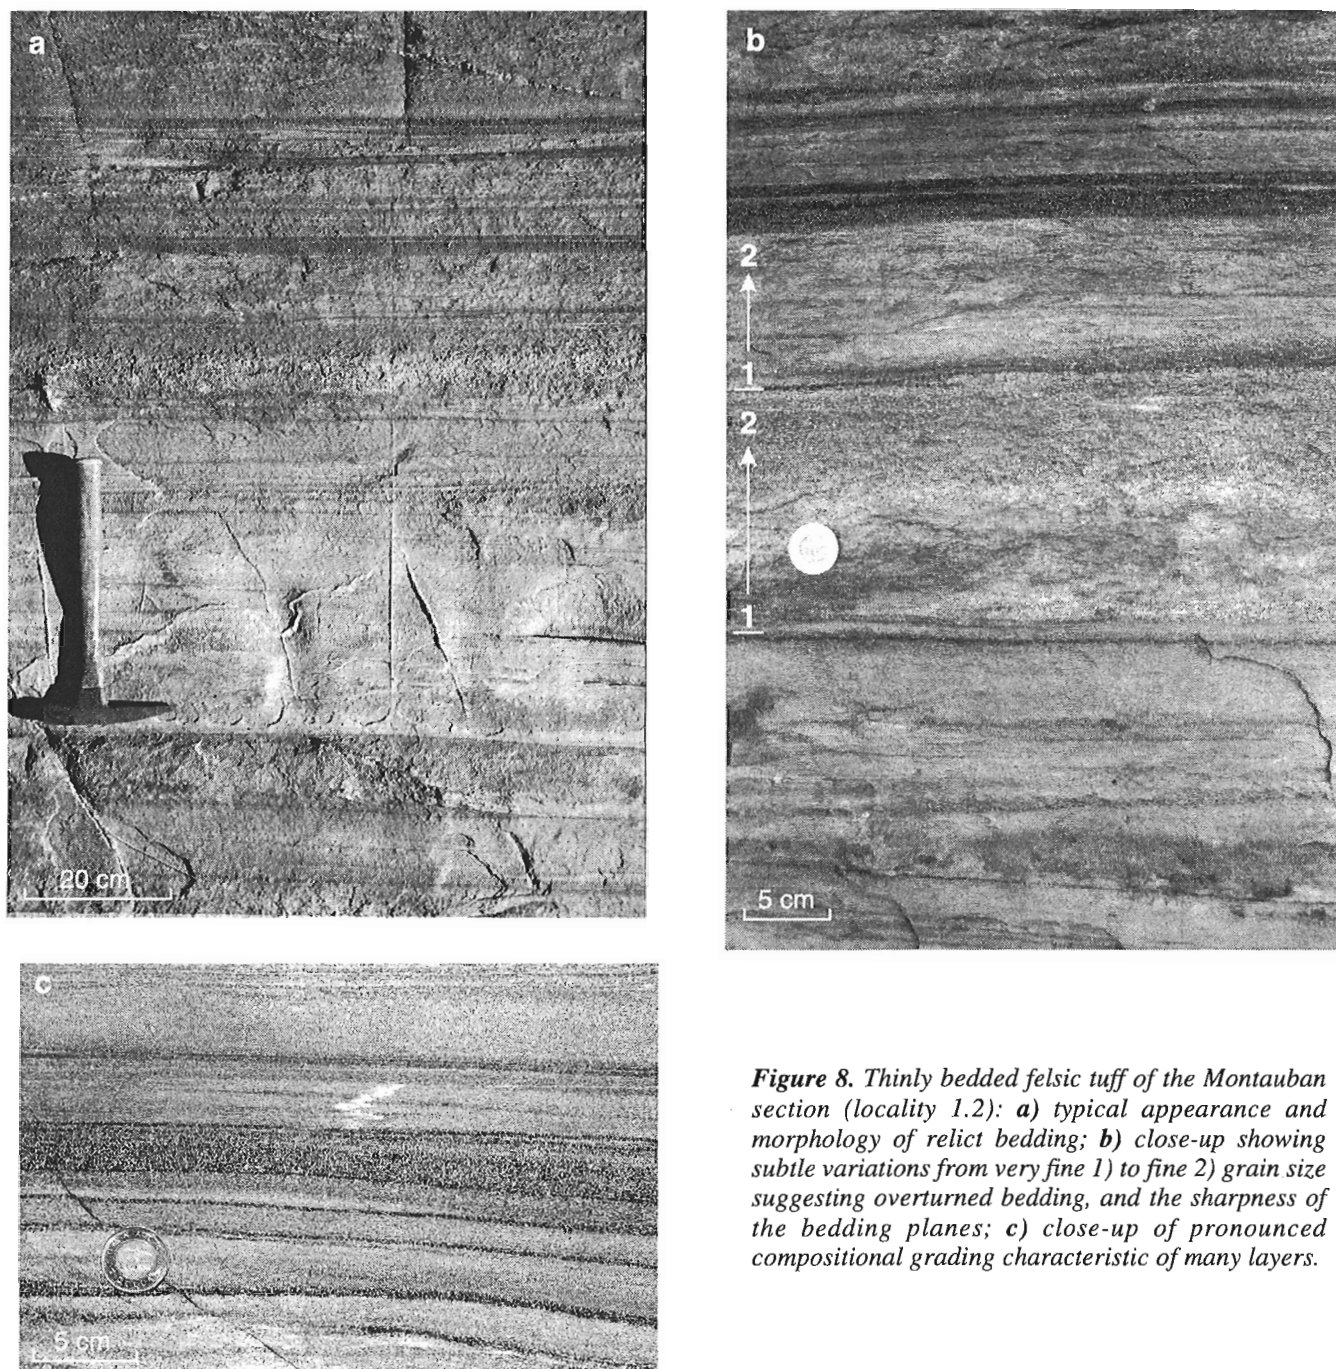 a
20 cm
b
2
1
2
1
5 cm
c
5 cm
Figure 8. Thinly bedded felsic tuff of the Montauban
section (locality 1.2): a) typical appearance and
morphology of relict bedding; b) close-up showing
subtle variations from very fine 1) to fine 2) grain size
suggesting overturned bedding, and the sharpness of
the bedding planes; c) close-up of pronounced
compositional grading characteristic of many layers.